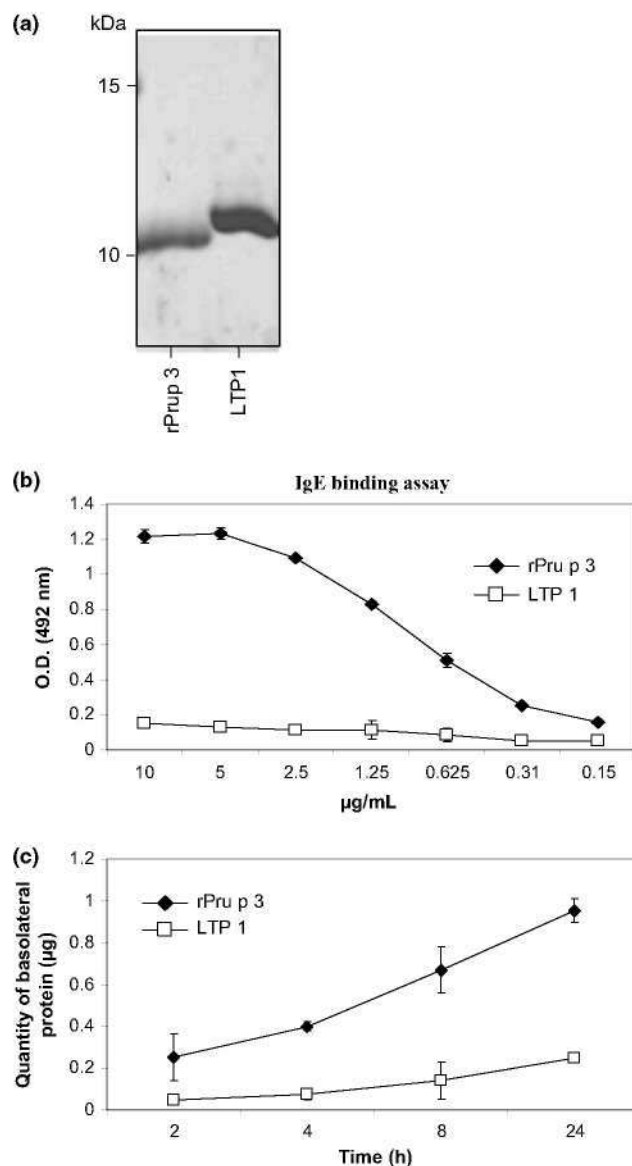 (a)
kDa
15
10
rPrup 3
LTP1
(b)
IgE binding assay
1.4
1.2
1
0.8
0.6
0.4
0.2
0
O.D. (492 nm)
rPru p 3
LTP 1
10 5 2.5 1.25 0.625 0.31 0.15
µg/mL
(c)
1.2
1
0.8
0.6
0.4
0.2
0
Quantity of basolateral
protein (µg)
rPru p 3
LTP 1
2 4 8 24
Time (h)